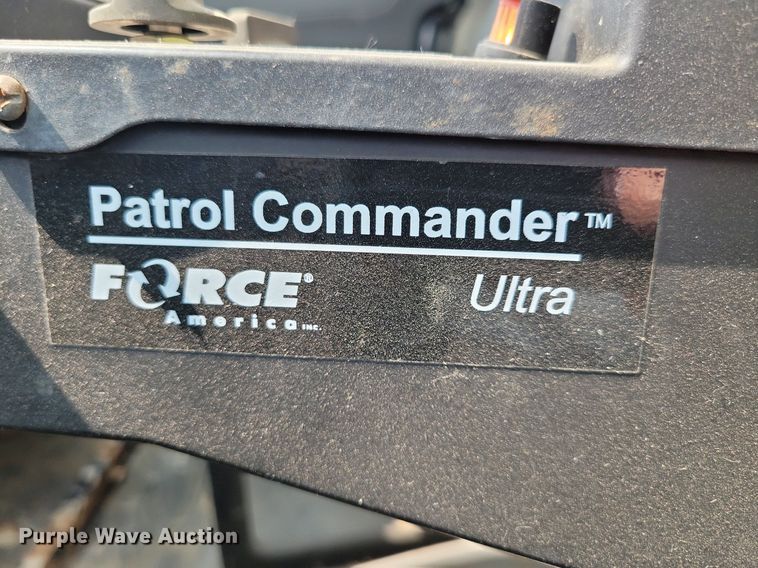 Patrol Commander™
FORCE®
America INC.
Ultra
Purple Wave Auction